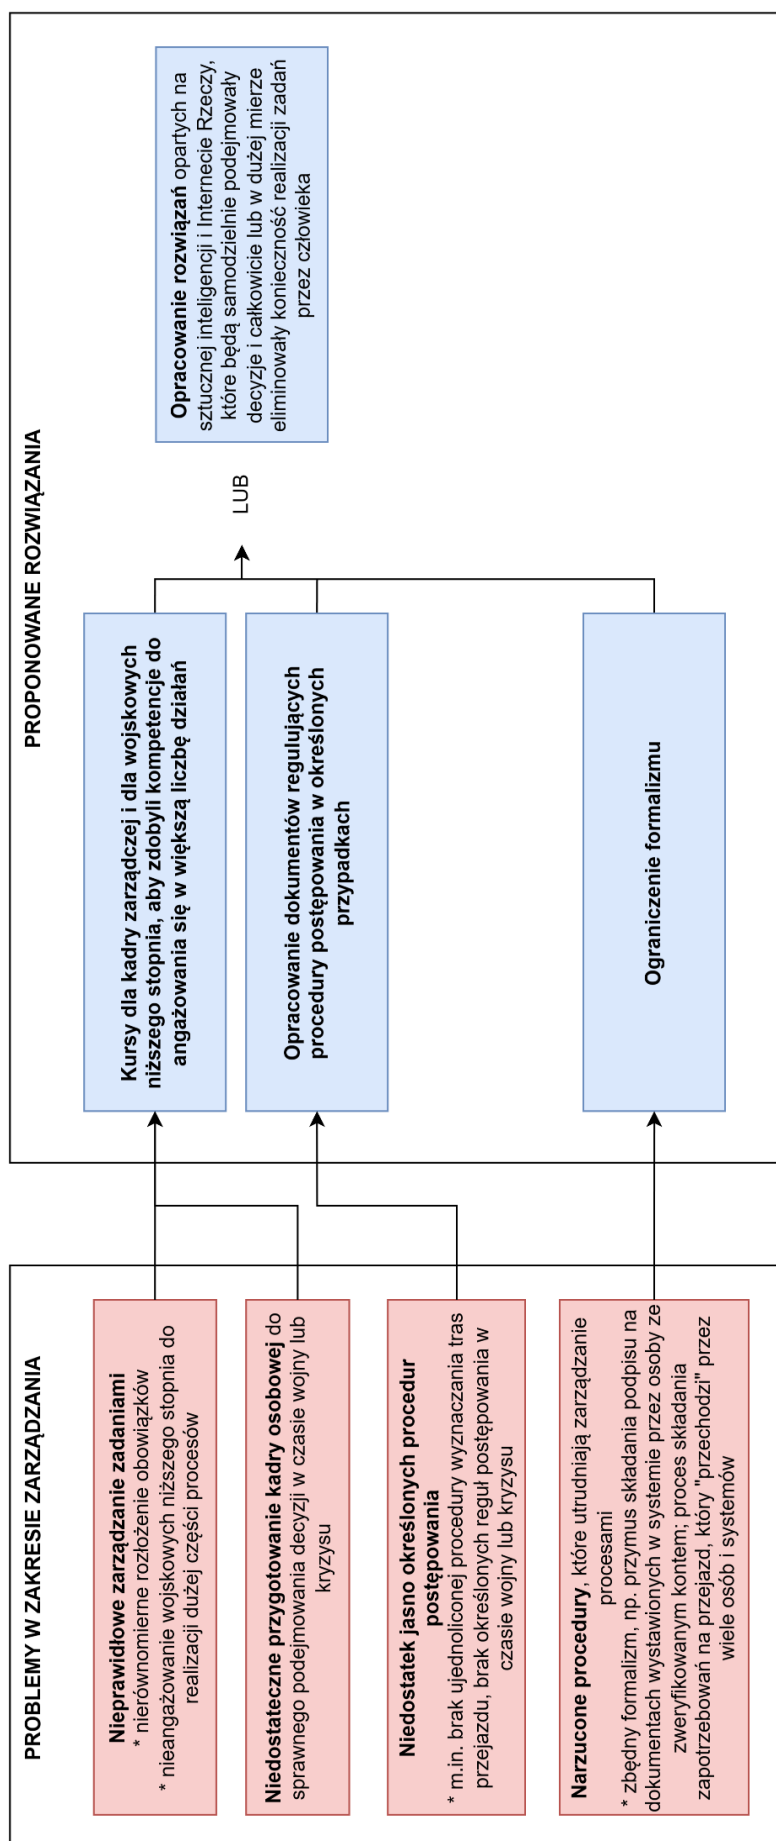 PROBLEMY W ZAKRESIE ZARZĄDZANIA
Nieprawidłowe zarządzanie zadaniami
* nierównomierne rozłożenie obowiązków
* nieangażowanie wojskowych niższego stopnia do
realizacji dużej części procesów
Niedostateczne przygotowanie kadry osobowej do
sprawnego podejmowania decyzji w czasie wojny lub
kryzysu
Niedostatek jasno określonych procedur
postępowania
* m.in. brak ujednoliconej procedury wyznaczania tras
przejazdu, brak określonych reguł postępowania w
czasie wojny lub kryzysu
Narzucone procedury, które utrudniają zarządzanie
procesami
* zbędny formalizm, np. przymus składania podpisu na
dokumentach wystawionych w systemie przez osoby ze
zweryfikowanym kontem; proces składania
zapotrzebowań na przejazd, który "przechodzi" przez
wiele osób i systemów
PROPONOWANE ROZWIĄZANIA
Kursy dla kadry zarządczej i dla wojskowych
niższego stopnia, aby zdobyli kompetencje do
angażowania się w większą liczbę działań
Opracowanie dokumentów regulujących
procedury postępowania w określonych
przypadkach
Ograniczenie formalizmu
LUB
Opracowanie rozwiązań opartych na
sztucznej inteligencji i Internecie Rzeczy,
które będą samodzielnie podejmowały
decyzje i całkowicie lub w dużej mierze
eliminowały konieczność realizacji zadań
przez człowieka